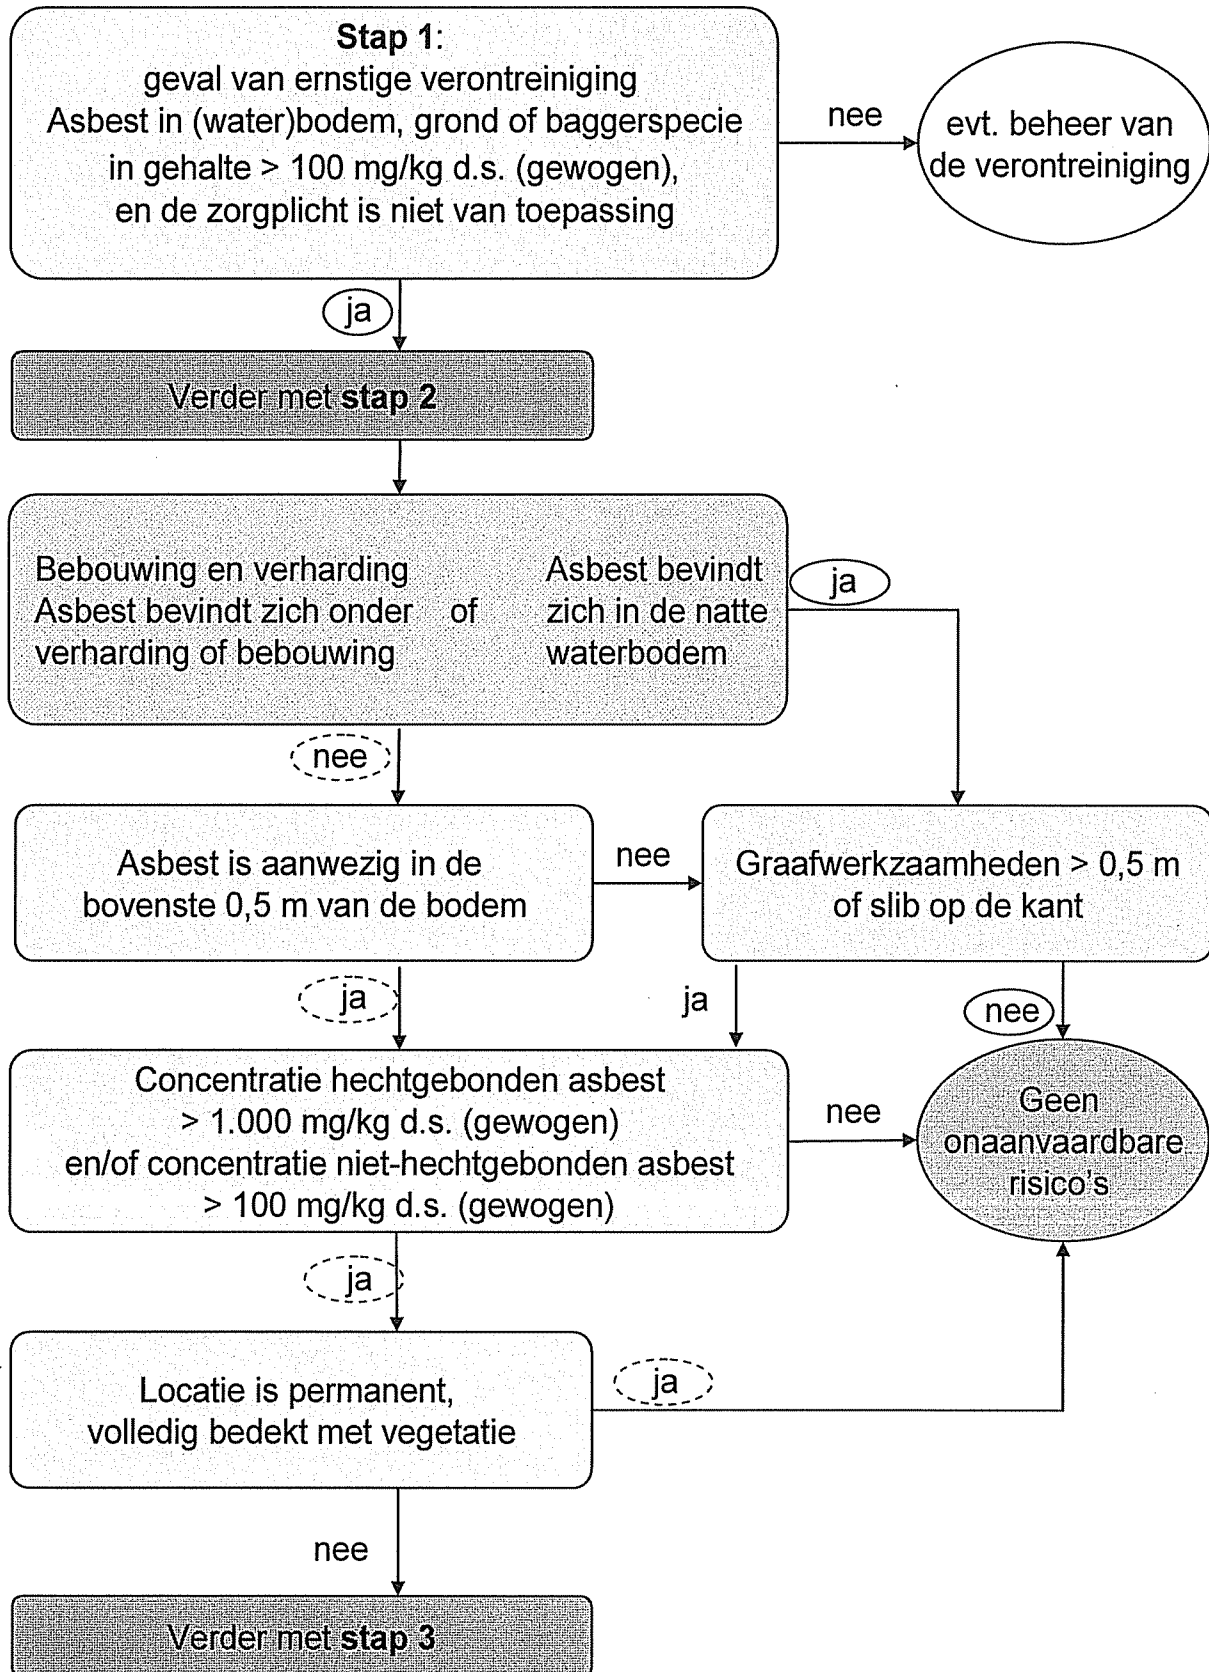 Stap 1:
geval van ernstige verontreiniging
Asbest in (water)bodem, grond of baggerspecie
in gehalte > 100 mg/kg d.s. (gewogen),
en de zorgplicht is niet van toepassing
nee
evt. beheer van
de verontreiniging
ja
Verder met stap 2
Bebouwing en verharding
Asbest bevindt zich onder
verharding of bebouwing
of
Asbest bevindt
zich in de natte
waterbodem
ja
nee
Asbest is aanwezig in de
bovenste 0,5 m van de bodem
nee
Graafwerkzaamheden > 0,5 m
of slib op de kant
ja
ja
nee
Concentratie hechtgebonden asbest
> 1.000 mg/kg d.s. (gewogen)
en/of concentratie niet-hechtgebonden asbest
> 100 mg/kg d.s. (gewogen)
nee
Geen
onaanvaardbare
risico's
ja
Locatie is permanent,
volledig bedekt met vegetatie
ja
nee
Verder met stap 3